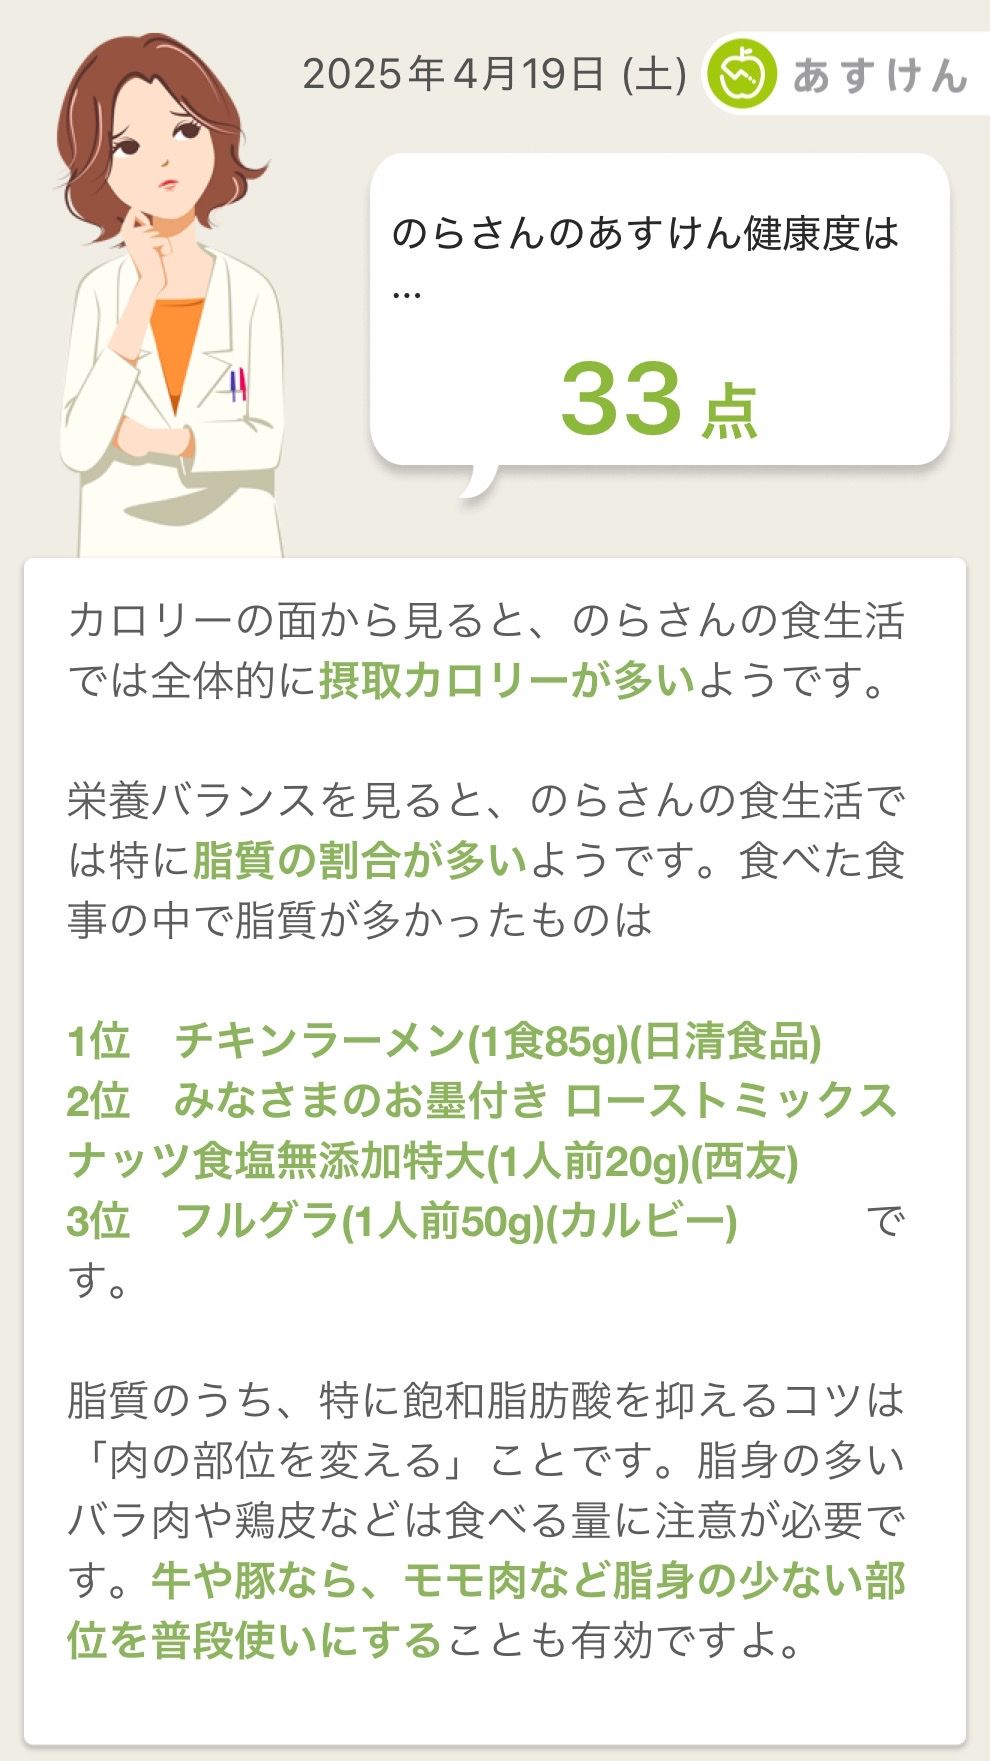 2025年4月19日 (土)
あすけん
のらさんのあすけん健康度は
...
33 点
カロリーの面から見ると、のらさんの食生活
では全体的に摂取カロリーが多いようです。
栄養バランスを見ると、のらさんの食生活で
は特に脂質の割合が多いようです。食べた食
事の中で脂質が多かったものは
1位　チキンラーメン(1食85g)(日清食品)
2位　みなさまのお墨付き ローストミックス
ナッツ食塩無添加特大(1人前20g)(西友)
3位　フルグラ(1人前50g)(カルビー)　　　で
す。
脂質のうち、特に飽和脂肪酸を抑えるコツは
「肉の部位を変える」ことです。脂身の多い
バラ肉や鶏皮などは食べる量に注意が必要で
す。牛や豚なら、モモ肉など脂身の少ない部
位を普段使いにすることも有効ですよ。